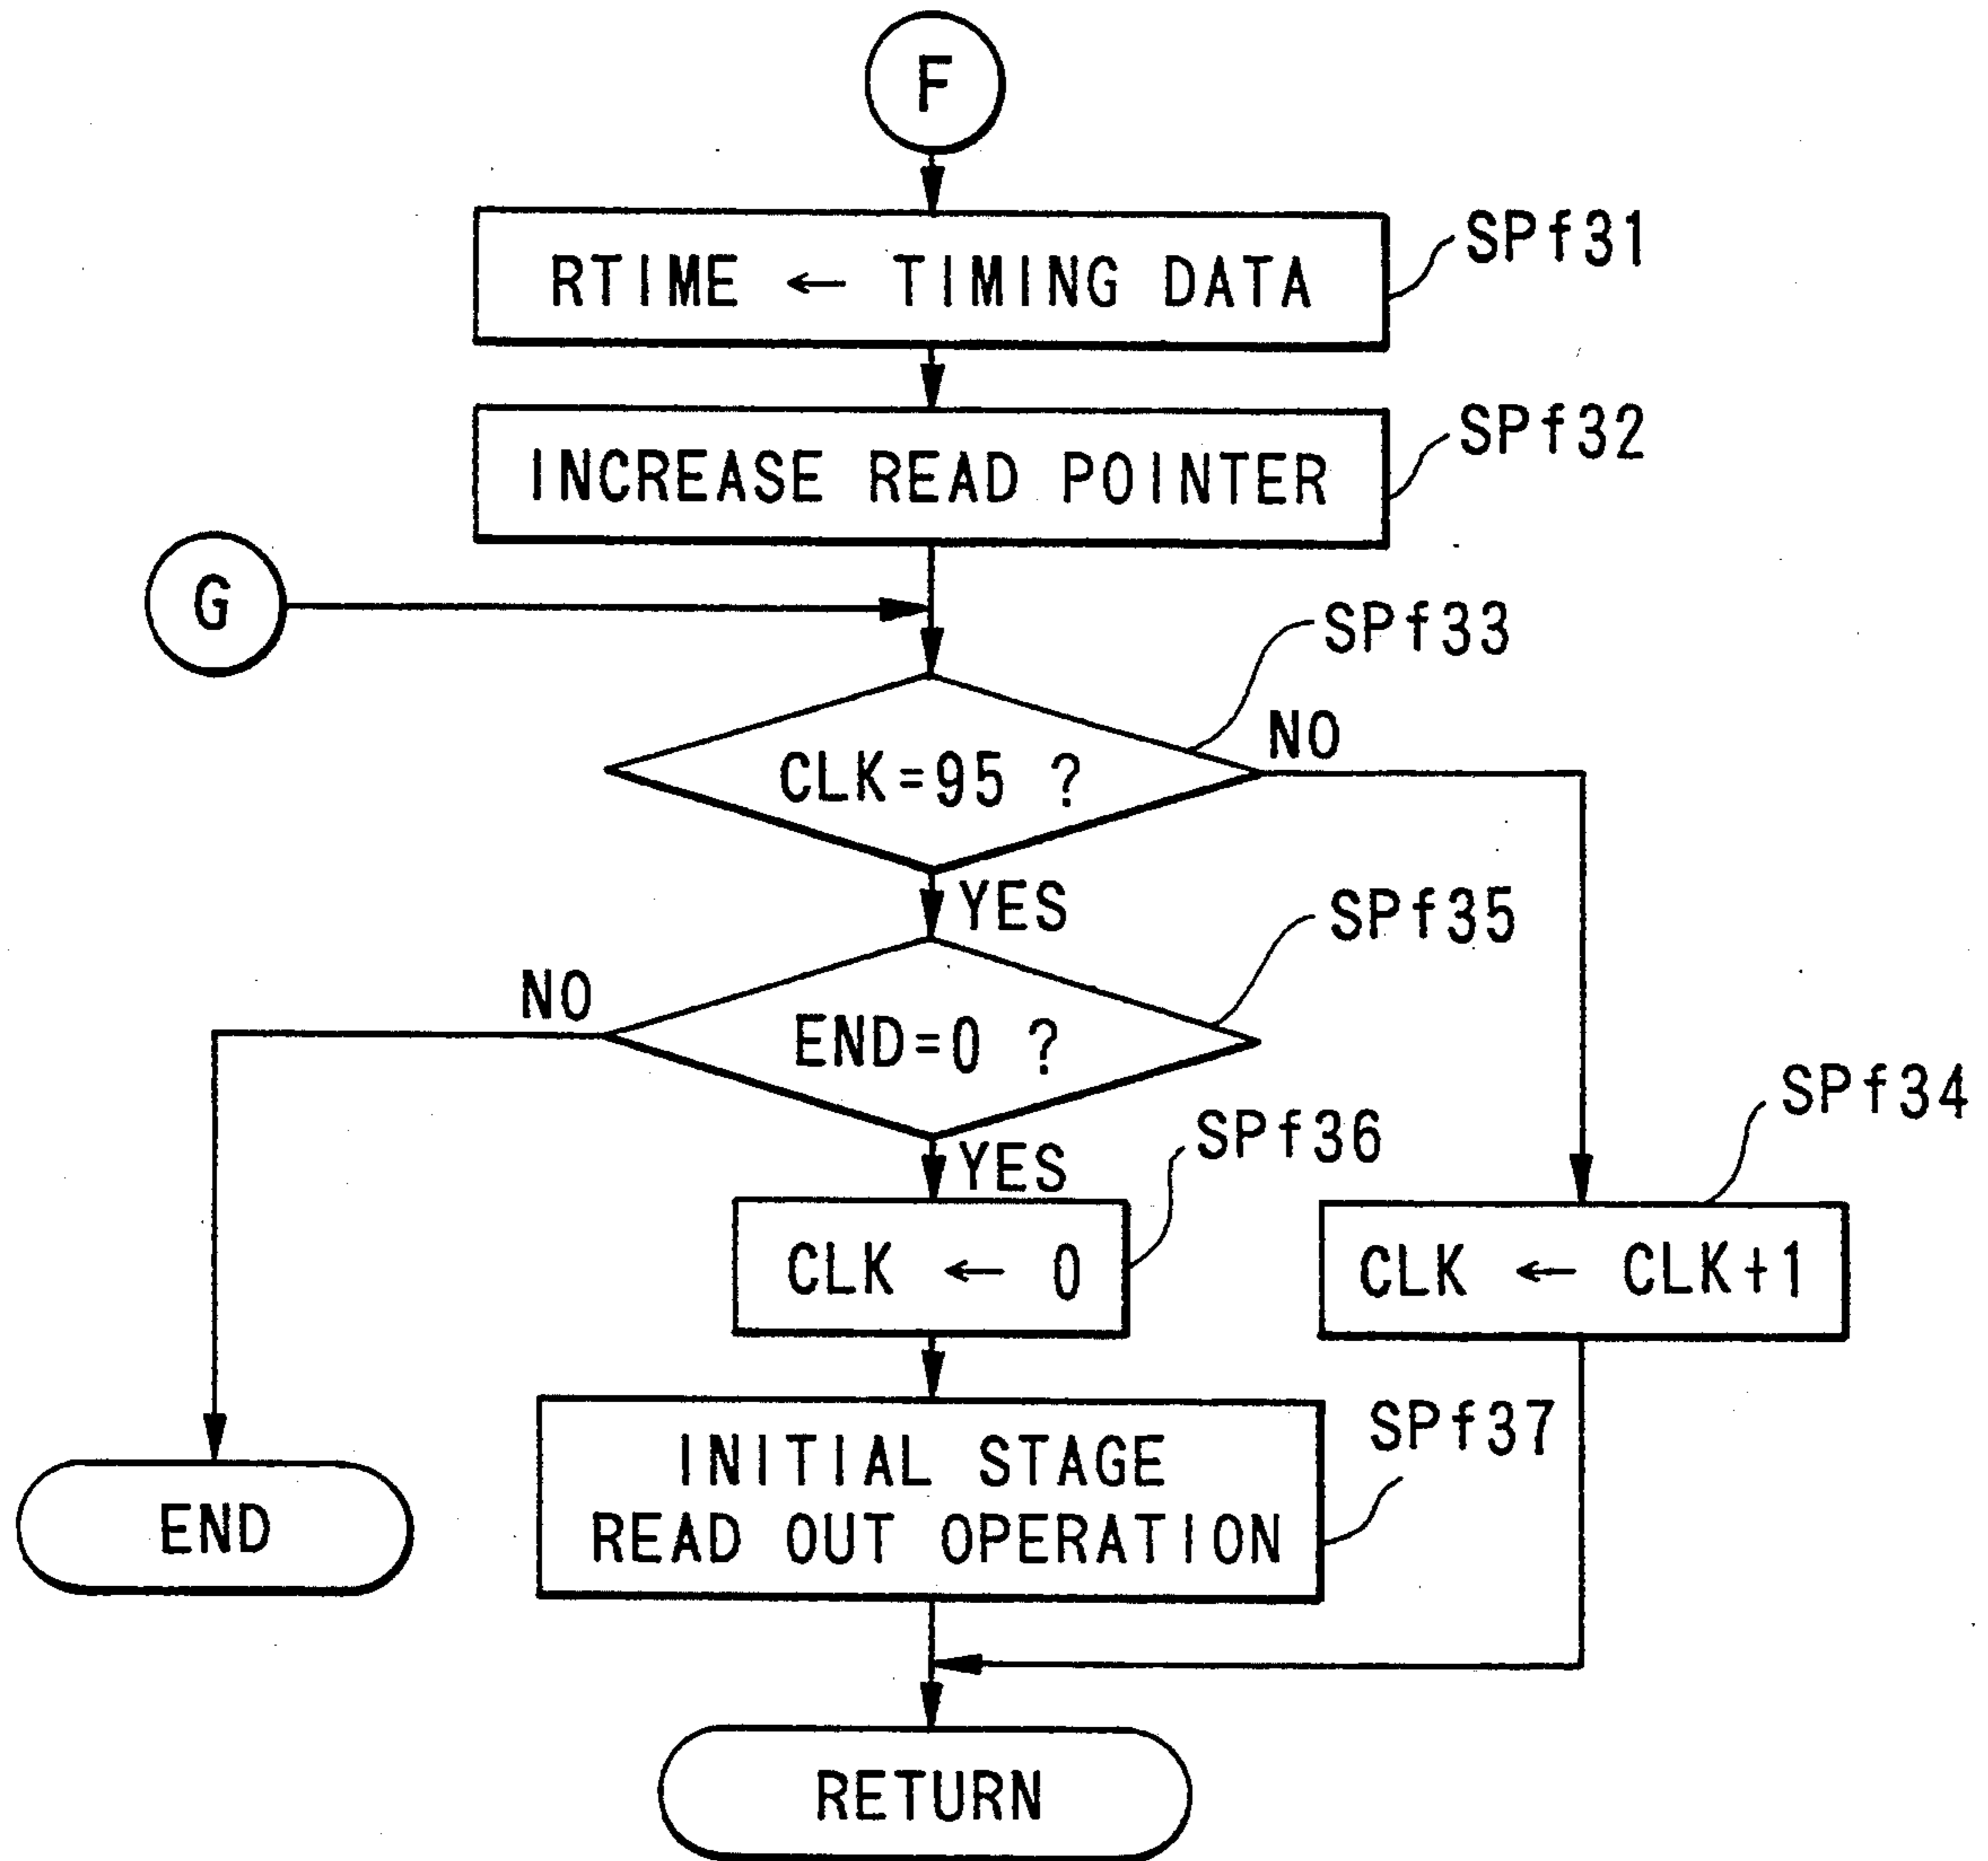 F
RTIME ← TIMING DATA
SPf31
INCREASE READ POINTER
SPf32
G
SPf33
CLK=95 ?
NO
YES
SPf35
NO
END=0 ?
YES
SPf36
SPf34
CLK ← 0
CLK ← CLK+1
SPf37
INITIAL STAGE
READ OUT OPERATION
END
RETURN